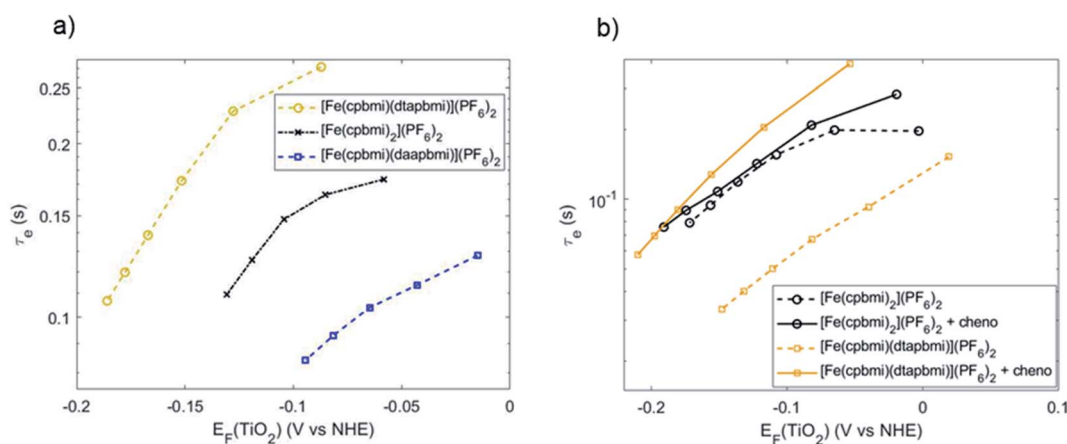 a)
0.25
0.2
0.15
0.1
τe (s)
[Fe(cpbmi)(dtapbmi)](PF6)2
[Fe(cpbmi)2](PF6)2
[Fe(cpbmi)(daapbmi)](PF6)2
-0.2
-0.15
-0.1
-0.05
0
EF(TiO2) (V vs NHE)
b)
10-1
τe (s)
[Fe(cpbmi)2](PF6)2
[Fe(cpbmi)2](PF6)2 + cheno
[Fe(cpbmi)(dtapbmi)](PF6)2
[Fe(cpbmi)(dtapbmi)](PF6)2 + cheno
-0.2
-0.1
0
0.1
EF(TiO2) (V vs NHE)